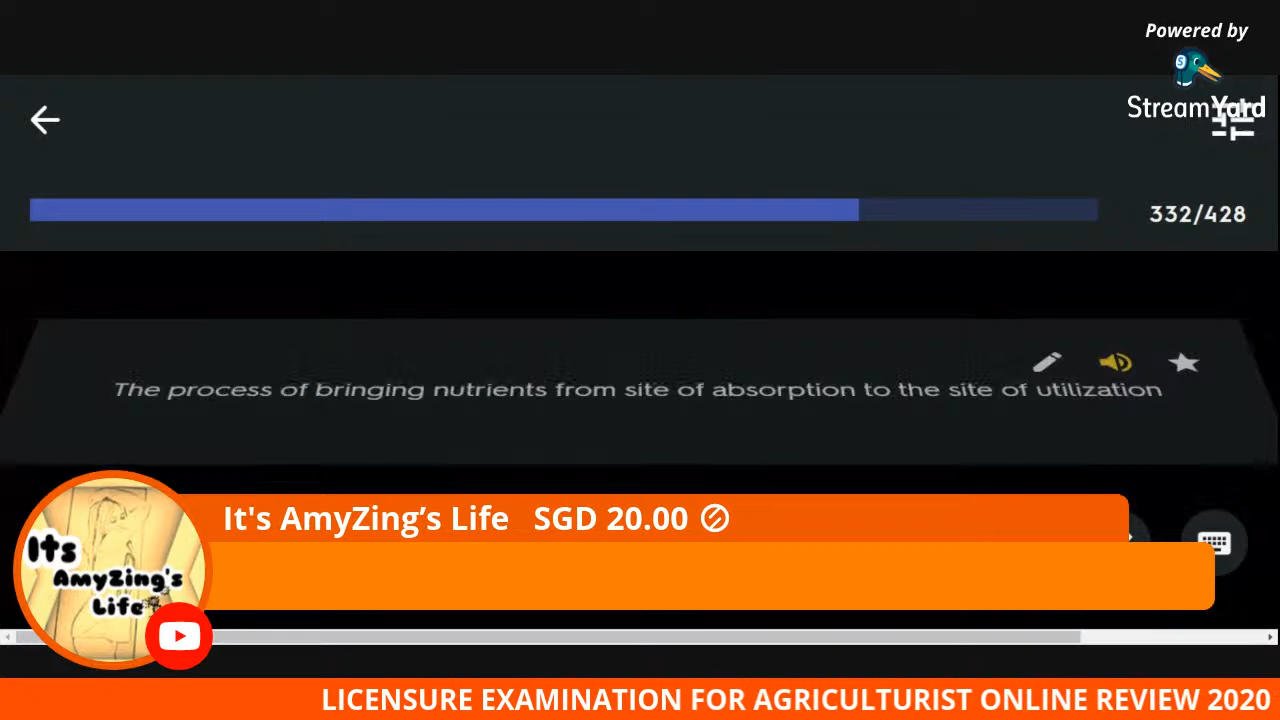 Powered by
StreamYard
332/428
The process of bringing nutrients from site of absorption to the site of utilization
It's AmyZing’s Life SGD 20.00
Its
AmyZing's
Life
LICENSURE EXAMINATION FOR AGRICULTURIST ONLINE REVIEW 2020